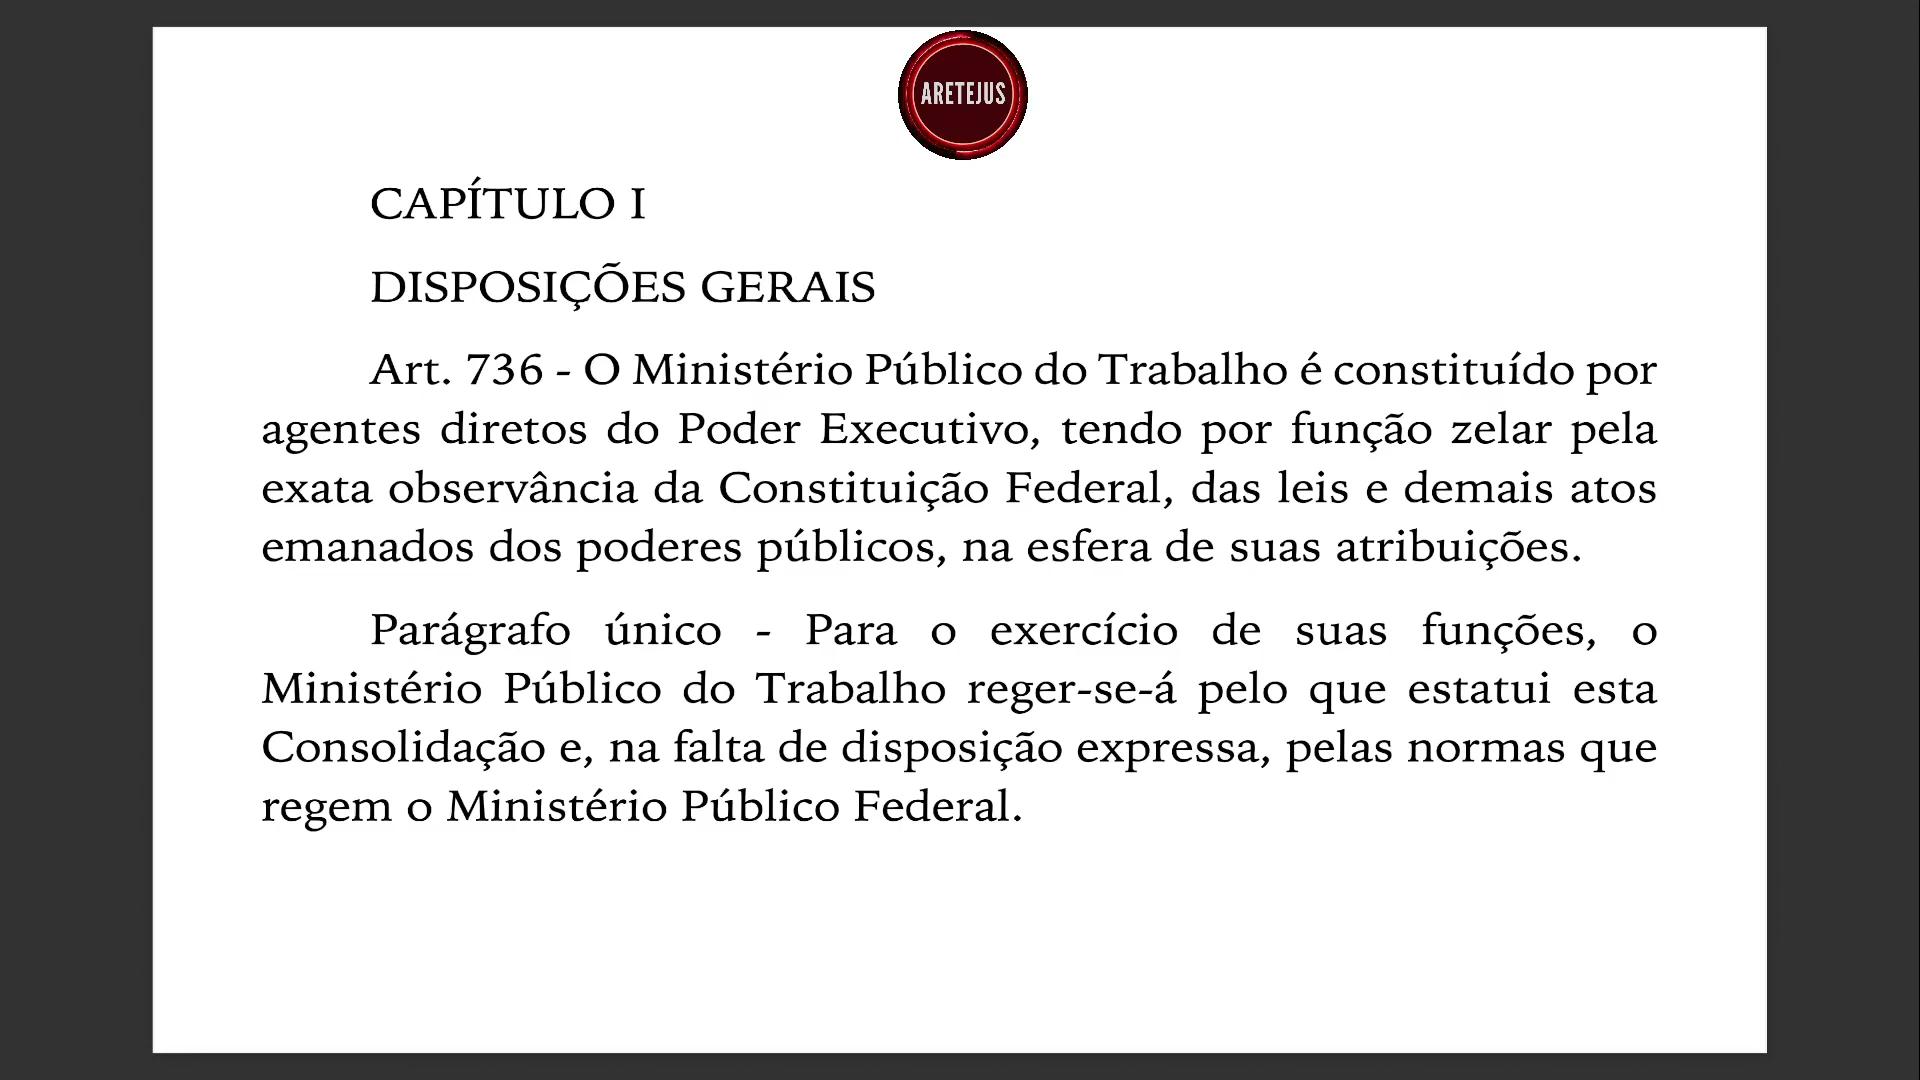 ARETEJUS
CAPÍTULO I
DISPOSIÇÕES GERAIS
Art. 736 - O Ministério Público do Trabalho é constituído por
agentes diretos do Poder Executivo, tendo por função zelar pela
exata observância da Constituição Federal, das leis e demais atos
emanados dos poderes públicos, na esfera de suas atribuições.
Parágrafo único - Para o exercício de suas funções, o
Ministério Público do Trabalho reger-se-á pelo que estatui esta
Consolidação e, na falta de disposição expressa, pelas normas que
regem o Ministério Público Federal.